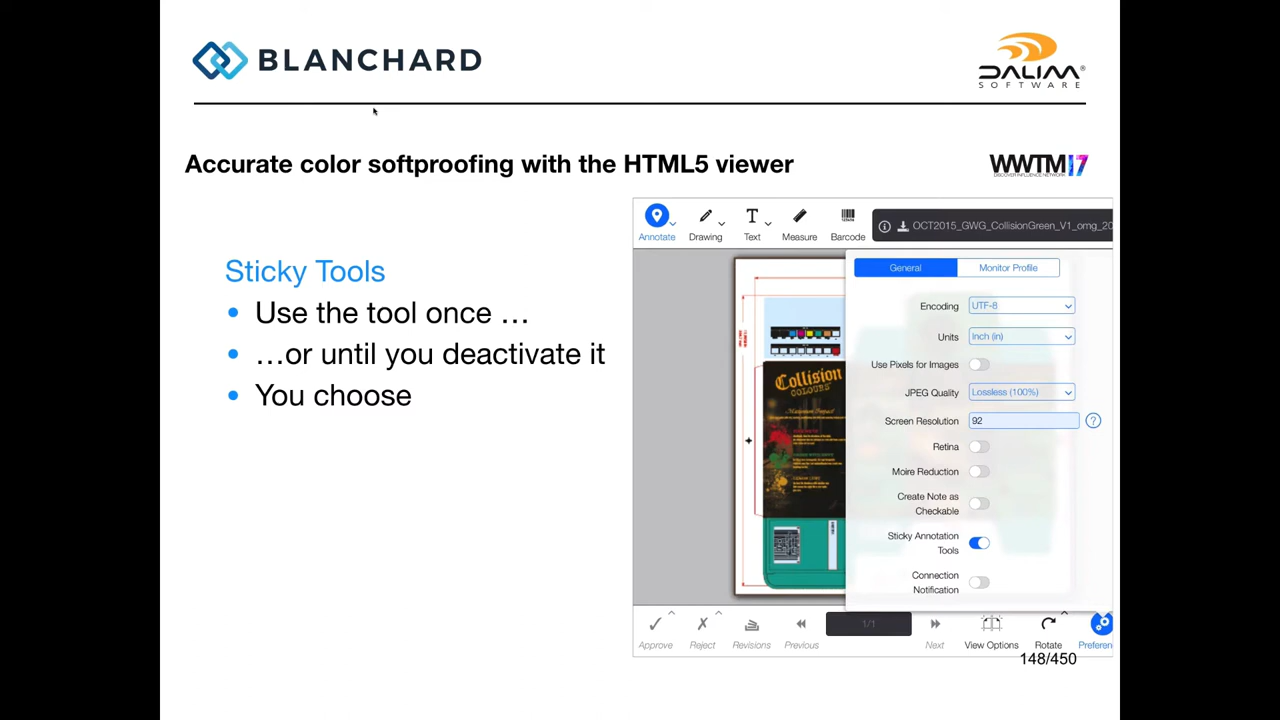 BLANCHARD
DALIM
SOFTWARE
Accurate color softproofing with the HTML5 viewer
WWTM17
DISCOVER INFLUENCE NETWORK
Sticky Tools
• Use the tool once …
• …or until you deactivate it
• You choose
Annotate
Drawing
T
Text
Measure
Barcode
OCT2015_GWG_CollisionGreen_V1_omg_20
General
Monitor Profile
Encoding
UTF-8
Units
Inch (in)
Use Pixels for Images
JPEG Quality
Lossless (100%)
Screen Resolution
92
?
Retina
Moire Reduction
Create Note as
Checkable
Sticky Annotation
Tools
Connection
Notification
Collision
COLOURS
Approve
Reject
Revisions
Previous
1/1
Next
View Options
Rotate
Preferen
148/450